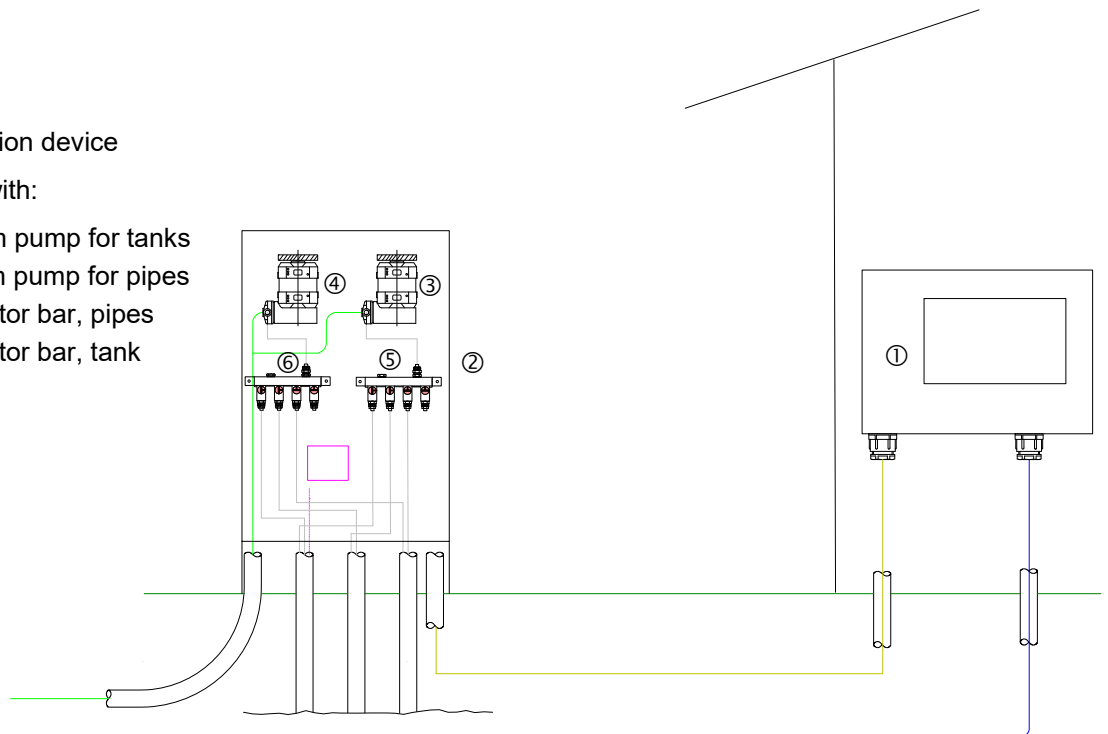 ion device
vith:
n pump for tanks
n pump for pipes
tor bar, pipes
tor bar, tank
④
③
⑥
⑤
②
①